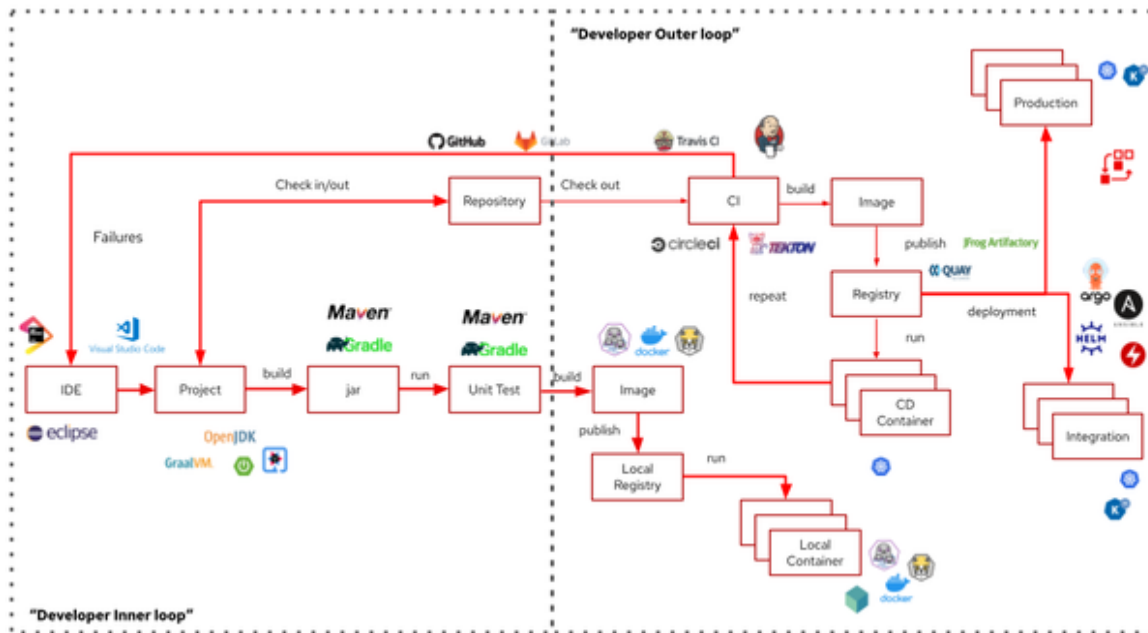 "Developer Outer loop"
Production
GitHub
GitLab
Travis CI
Check in/out
Repository
Check out
CI
build
Image
Failures
circleci
TEKTON
publish
JFrog Artifactory
QUAY
repeat
Registry
argo
ANSIBLE
deployment
HELM
run
Visual Studio Code
Maven
Gradle
Maven
Gradle
docker
IDE
Project
build
jar
run
Unit Test
build
Image
CD
Container
Integration
eclipse
OpenJDK
GraalVM
publish
Local
Registry
run
Local
Container
docker
"Developer Inner loop"